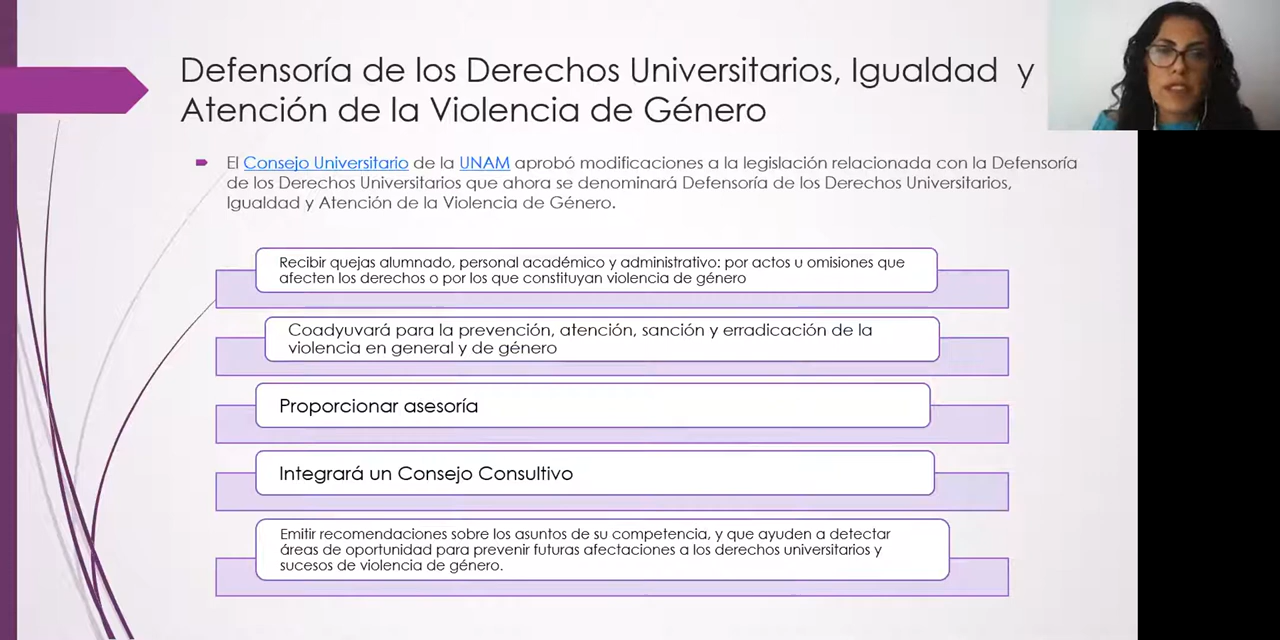 Defensoría de los Derechos Universitarios, Igualdad y
Atención de la Violencia de Género
El Consejo Universitario de la UNAM aprobó modificaciones a la legislación relacionada con la Defensoría
de los Derechos Universitarios que ahora se denominará Defensoría de los Derechos Universitarios,
Igualdad y Atención de la Violencia de Género.
Recibir quejas alumnado, personal académico y administrativo: por actos u omisiones que
afecten los derechos o por los que constituyan violencia de género
Coadyuvará para la prevención, atención, sanción y erradicación de la
violencia en general y de género
Proporcionar asesoría
Integrará un Consejo Consultivo
Emitir recomendaciones sobre los asuntos de su competencia, y que ayuden a detectar
áreas de oportunidad para prevenir futuras afectaciones a los derechos universitarios y
sucesos de violencia de género.